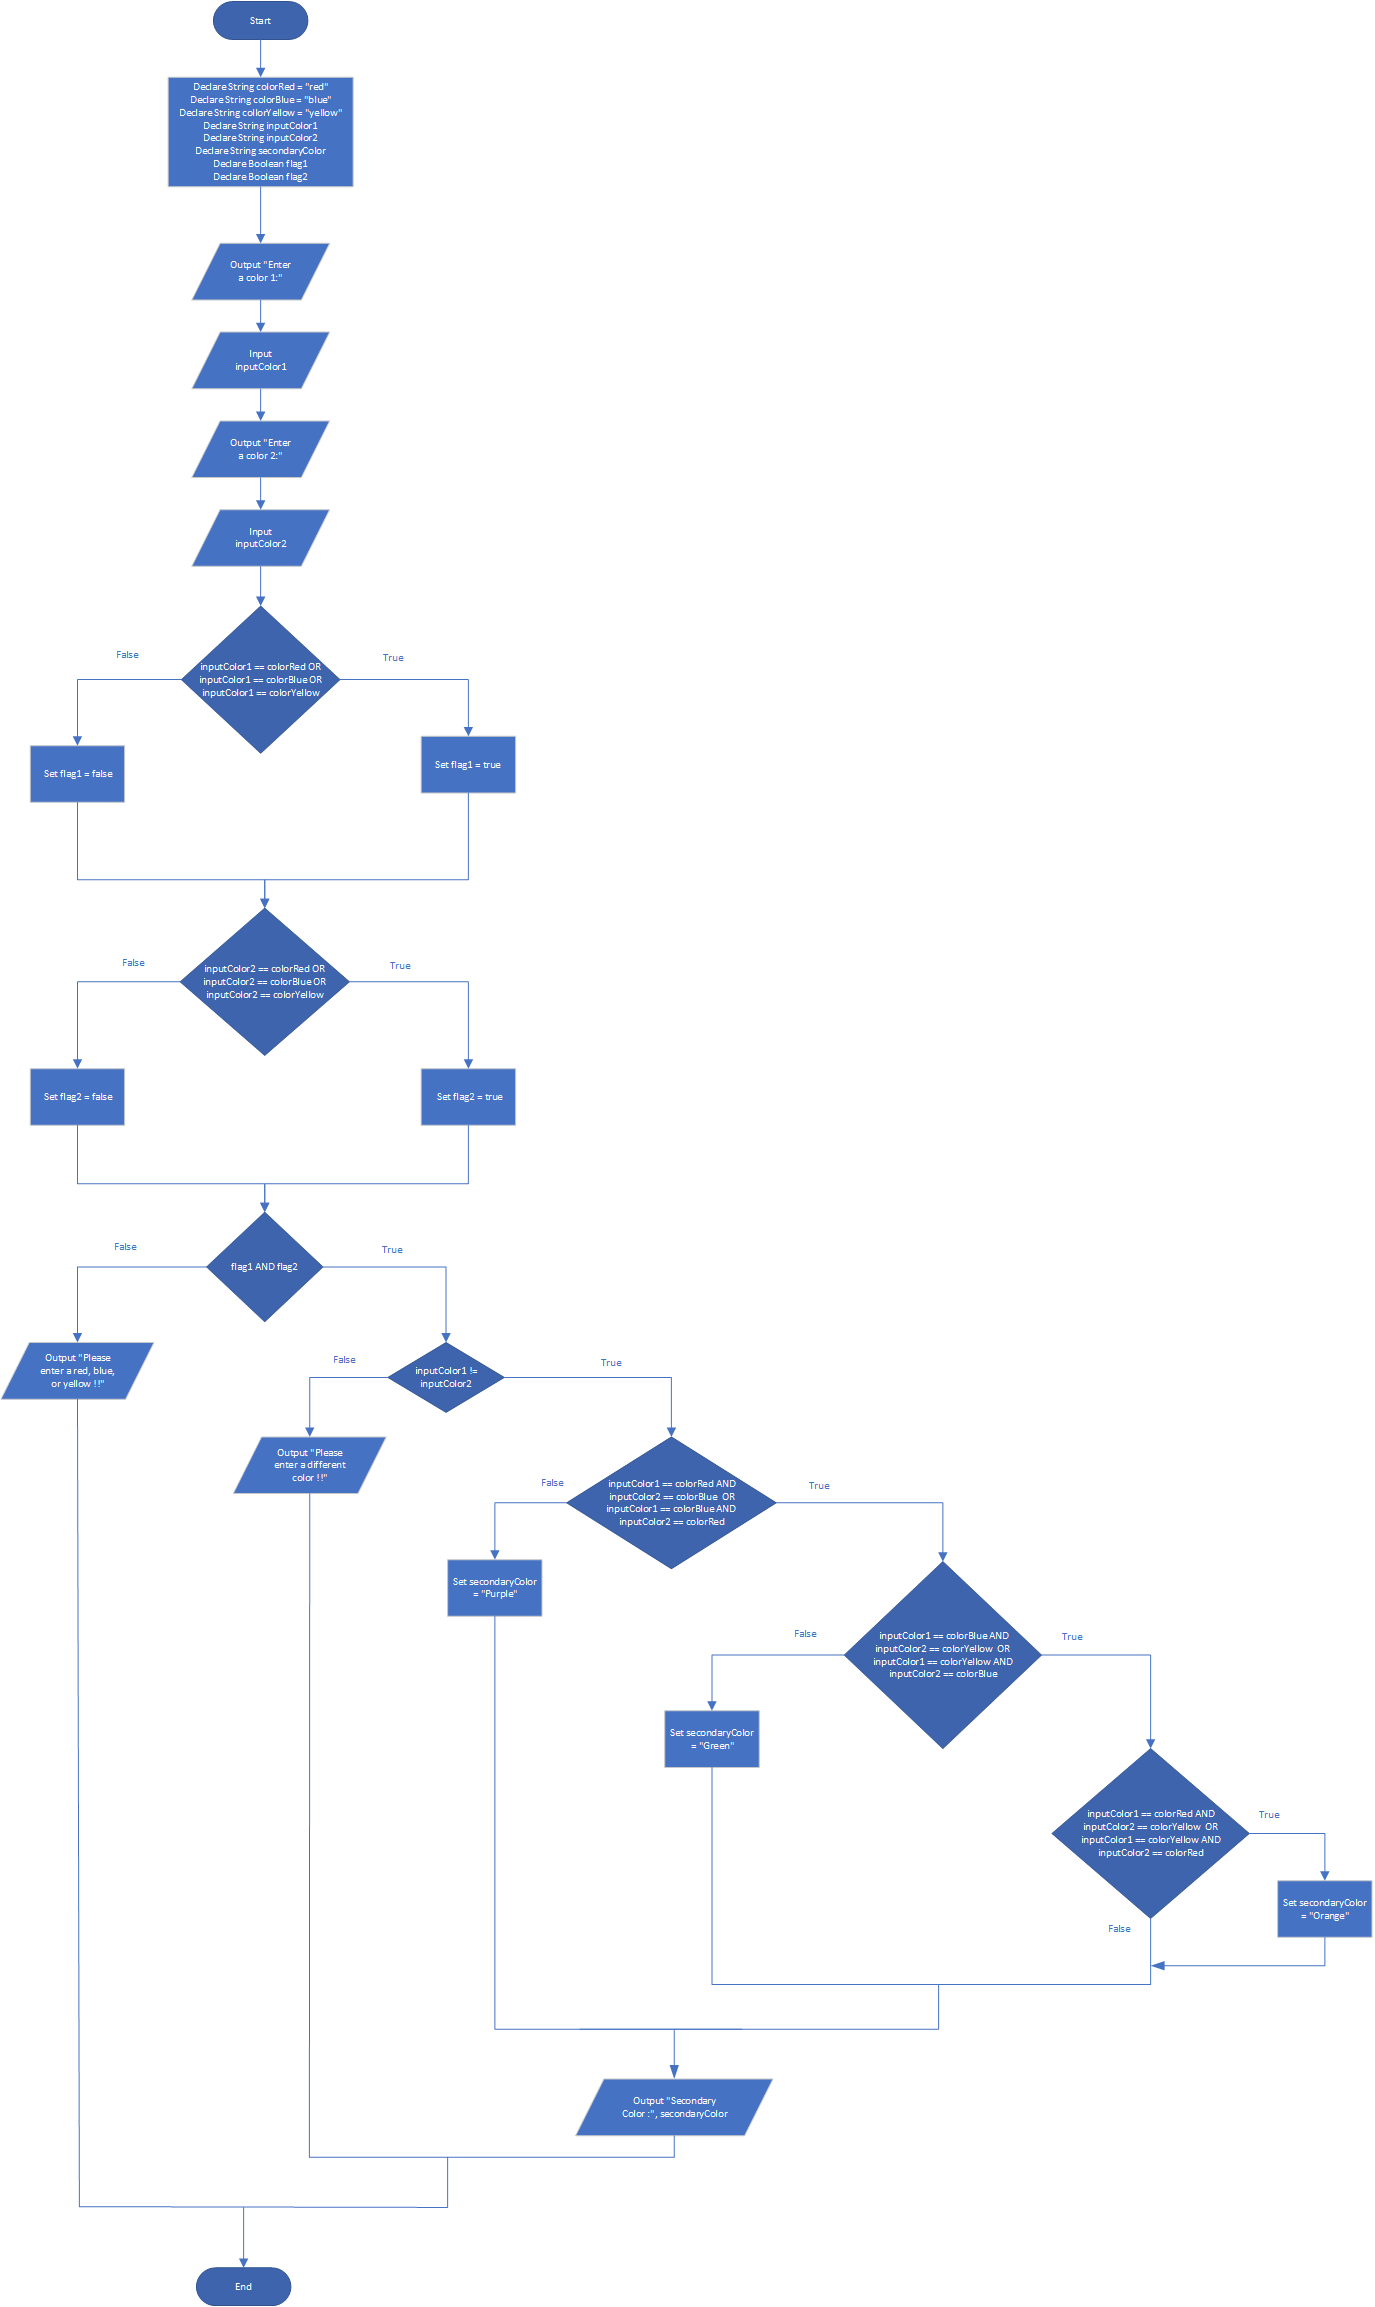 Start
Declare String colorRed = "red"
Declare String colorBlue = "blue"
Declare String collorYellow = "yellow"
Declare String inputColor1
Declare String inputColor2
Declare String secondaryColor
Declare Boolean flag1
Declare Boolean flag2
Output "Enter
a color 1:"
Input
inputColor1
Output "Enter
a color 2:"
Input
inputColor2
False
True
inputColor1 == colorRed OR
inputColor1 == colorBlue OR
inputColor1 == colorYellow
Set flag1 = false
Set flag1 = true
False
True
inputColor2 == colorRed OR
inputColor2 == colorBlue OR
inputColor2 == colorYellow
Set flag2 = false
Set flag2 = true
False
True
flag1 AND flag2
Output "Please
enter a red, blue,
or yellow !!"
False
True
inputColor1 !=
inputColor2
Output "Please
enter a different
color !!"
False
True
inputColor1 == colorRed AND
inputColor2 == colorBlue OR
inputColor1 == colorBlue AND
inputColor2 == colorRed
Set secondaryColor
= "Purple"
False
True
inputColor1 == colorBlue AND
inputColor2 == colorYellow OR
inputColor1 == colorYellow AND
inputColor2 == colorBlue
Set secondaryColor
= "Green"
True
inputColor1 == colorRed AND
inputColor2 == colorYellow OR
inputColor1 == colorYellow AND
inputColor2 == colorRed
Set secondaryColor
= "Orange"
False
Output "Secondary
Color :", secondaryColor
End